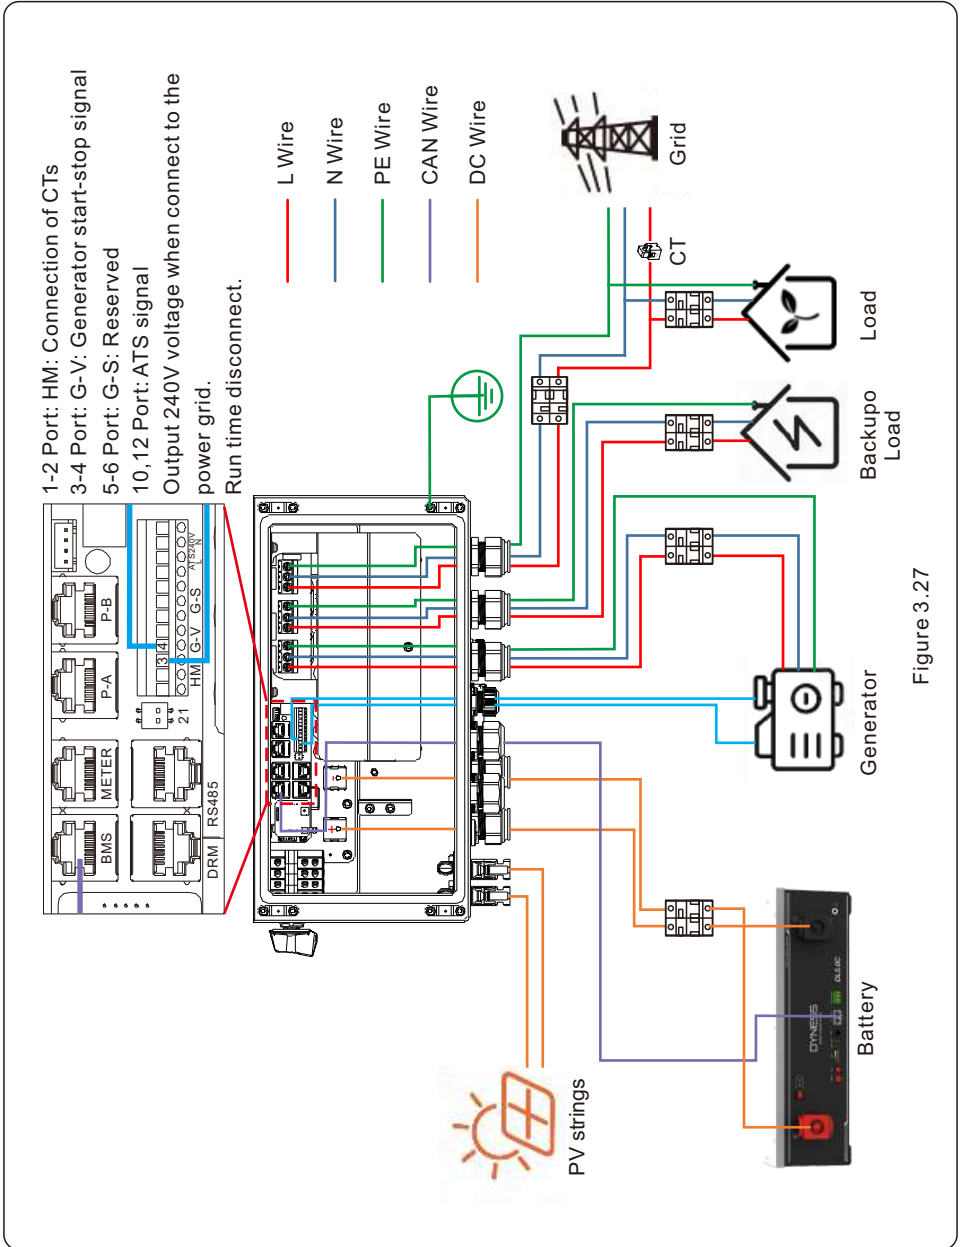 1-2 Port: HM: Connection of CTs
3-4 Port: G-V: Generator start-stop signal
5-6 Port: G-S: Reserved
10,12 Port: ATS signal
Output 240V voltage when connect to the
power grid.
Run time disconnect.
BMS
METER
P-A
P-B
DRM
RS485
21
3 4
HM
G-V
G-S
ATS240V
L
N
L Wire
N Wire
PE Wire
CAN Wire
DC Wire
PV strings
Battery
DYNESS
Generator
Backupo
Load
Load
CT
Grid
Figure 3.27